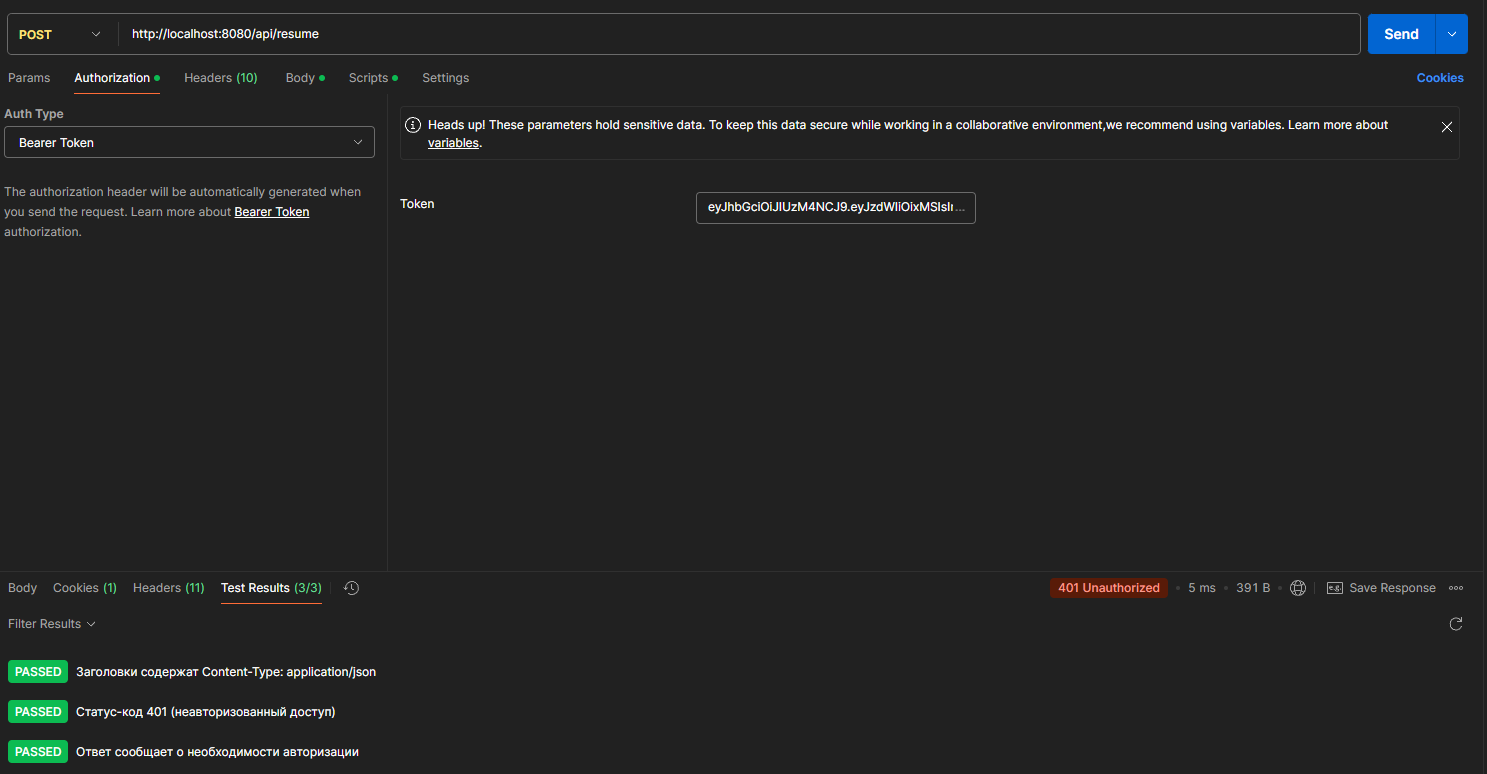 POST http://localhost:8080/api/resume Send
Params Authorization Headers (10) Body Scripts Settings Cookies
Auth Type
Bearer Token
The authorization header will be automatically generated when
you send the request. Learn more about Bearer Token
authorization.
Heads up! These parameters hold sensitive data. To keep this data secure while working in a collaborative environment,we recommend using variables. Learn more about
variables.
Token
Body Cookies (1) Headers (11) Test Results (3/3) 401 Unauthorized 5 ms 391 B e.g. Save Response
Filter Results
PASSED Заголовки содержат Content-Type: application/json
PASSED Статус-код 401 (неавторизованный доступ)
PASSED Ответ сообщает о необходимости авторизации